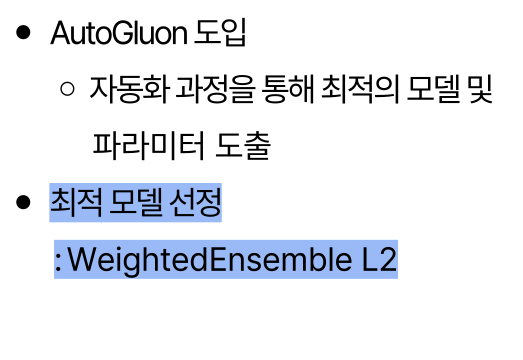 • AutoGluon 도입
○ 자동화 과정을 통해 최적의 모델 및
파라미터 도출
• 최적 모델 선정
: WeightedEnsemble L2